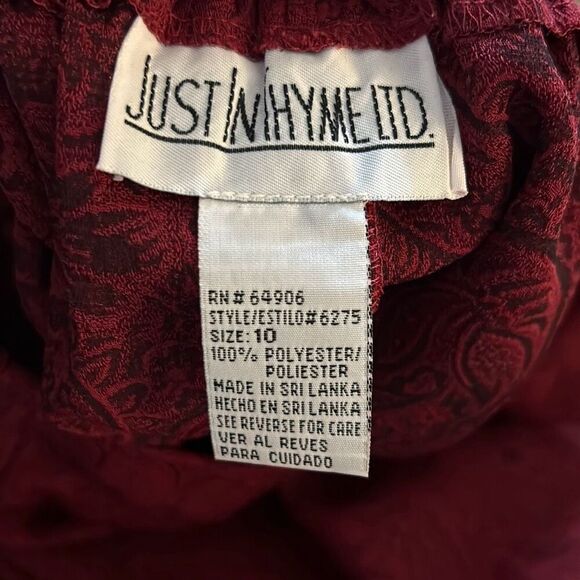 JUST IN THYME LTD.
RN# 64906
STYLE/ESTILO#6275
SIZE: 10
100% POLYESTER/
POLIESTER
MADE IN SRI LANKA
HECHO EN SRI LANKA
SEE REVERSE FOR CARE
VER AL REVES
PARA CUIDADO